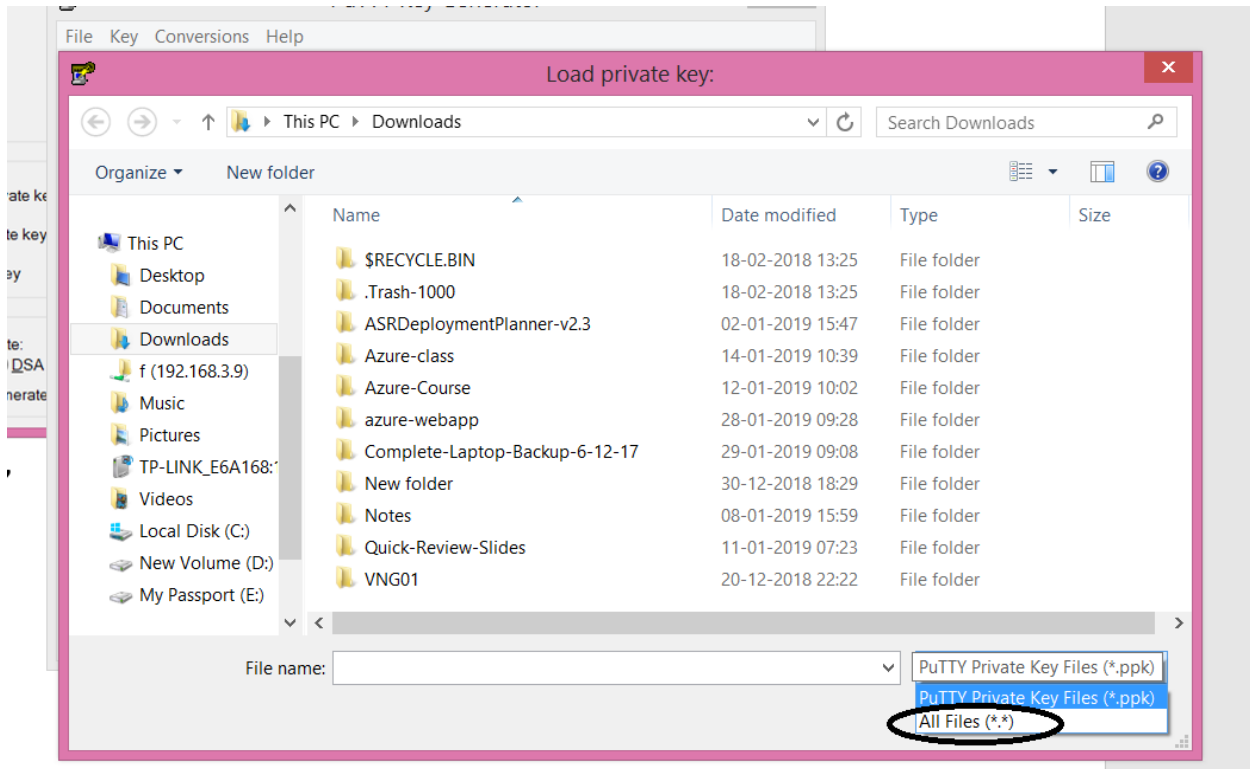 File Key Conversions Help
Load private key:
This PC Downloads
Search Downloads
Organize New folder
Name Date modified Type Size
This PC
Desktop
Documents
Downloads
f (192.168.3.9)
Music
Pictures
TP-LINK_E6A168:
Videos
Local Disk (C:)
New Volume (D:)
My Passport (E:)
$RECYCLE.BIN 18-02-2018 13:25 File folder
.Trash-1000 18-02-2018 13:25 File folder
ASRDeploymentPlanner-v2.3 02-01-2019 15:47 File folder
Azure-class 14-01-2019 10:39 File folder
Azure-Course 12-01-2019 10:02 File folder
azure-webapp 28-01-2019 09:28 File folder
Complete-Laptop-Backup-6-12-17 29-01-2019 09:08 File folder
New folder 30-12-2018 18:29 File folder
Notes 08-01-2019 15:59 File folder
Quick-Review-Slides 11-01-2019 07:23 File folder
VNG01 20-12-2018 22:22 File folder
File name:
PuTTY Private Key Files (*.ppk)
PuTTY Private Key Files (*.ppk)
All Files (*.*)
rate ke
te key
ey
te:
DSA
nerate